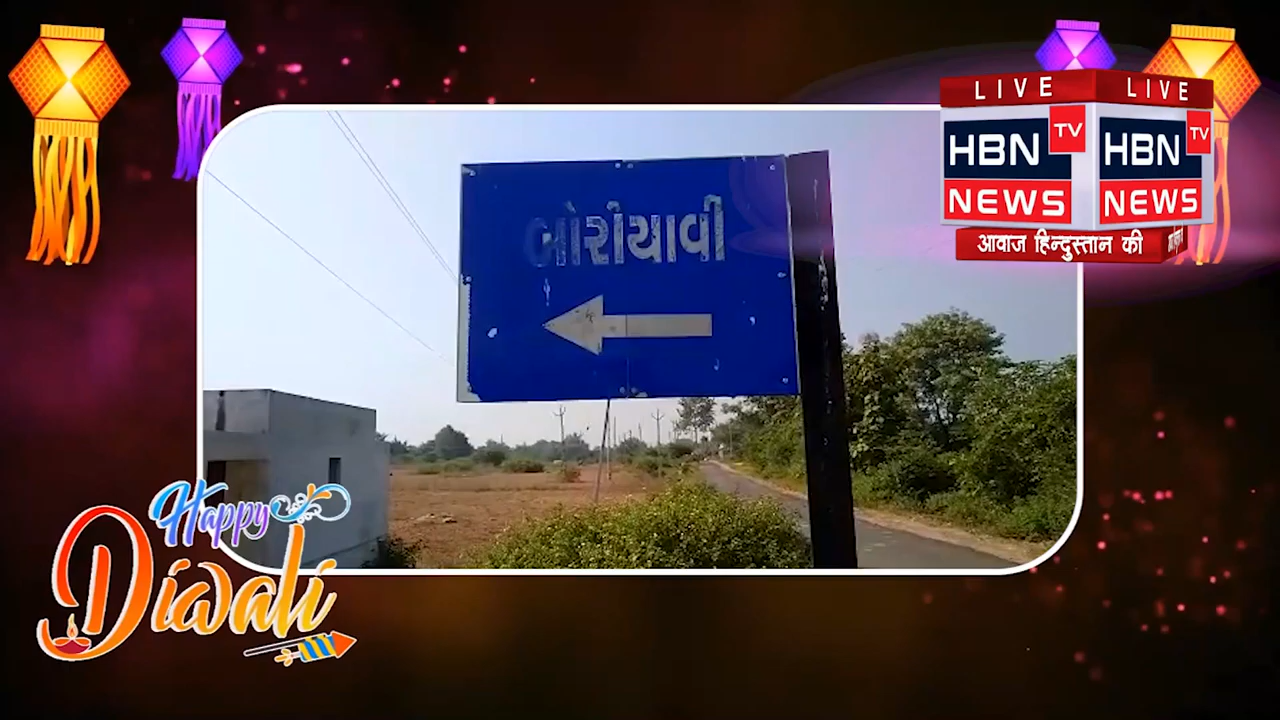 LIVE LIVE
HBN TV HBN TV
NEWS NEWS
आवाज हिन्दुस्तान की
બોરીયાવી
Happy
Diwali